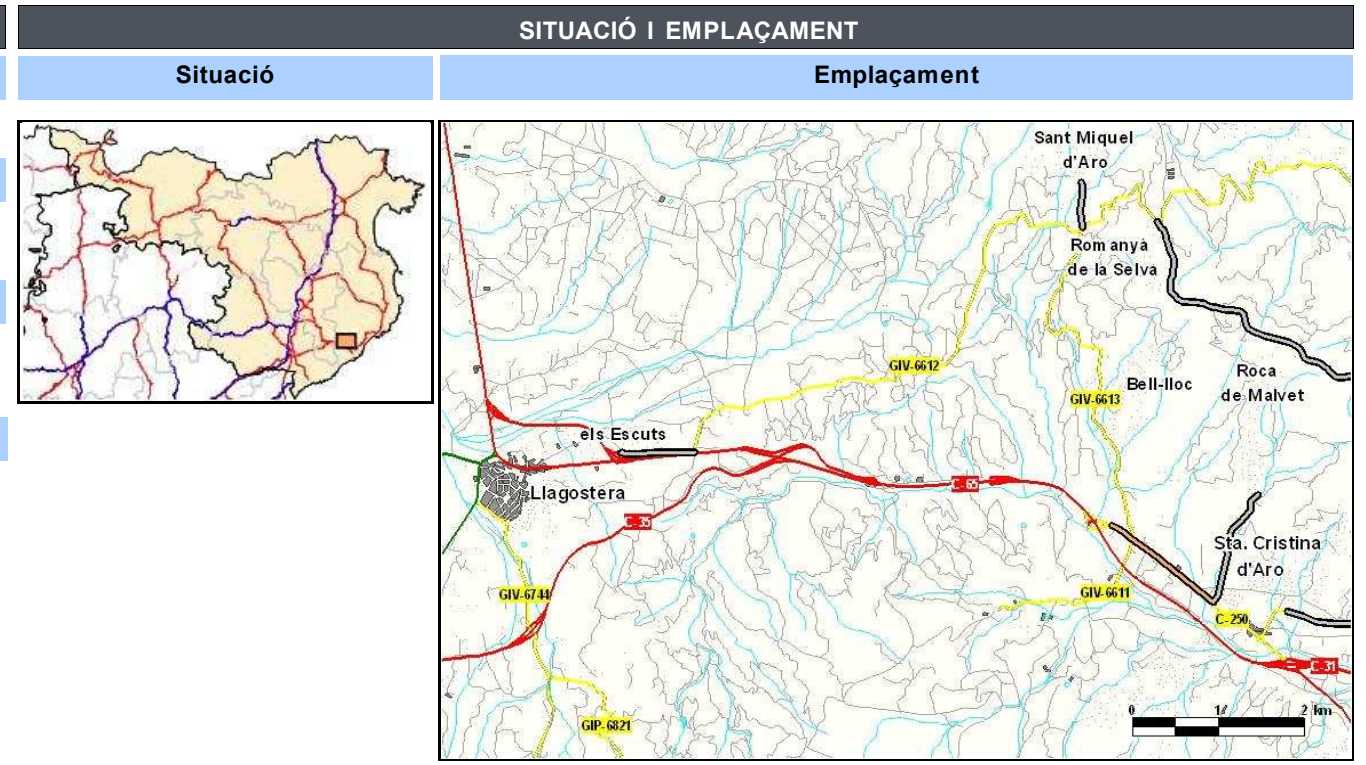 SITUACIÓ I EMPLAÇAMENT
Situació
Emplaçament
Sant Miquel
d'Aro
Romanyà
de la Selva
GIV-6612
Bell-lloc
Roca
de Malvet
GIV-6613
els Escuts
Llagostera
C-65
C-35
Sta. Cristina
d'Aro
GIV-6744
GIV-6611
C-250
C-31
GIP-6821
0 1 2 km